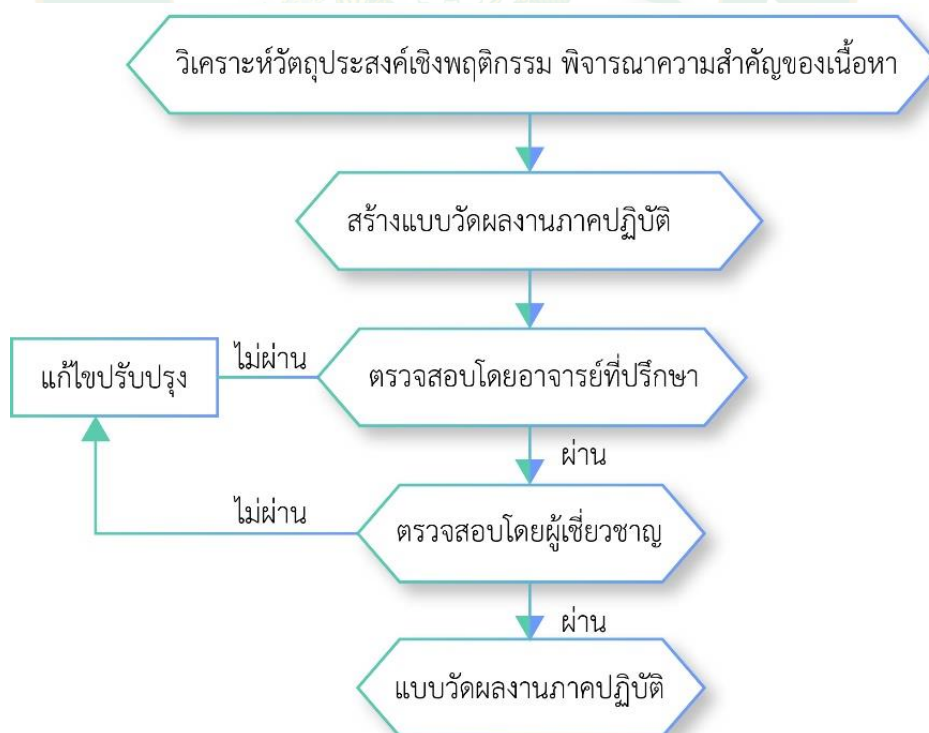 วิเคราะห์วัตถุประสงค์เชิงพฤติกรรม พิจารณาความสำคัญของเนื้อหา
สร้างแบบวัดผลงานภาคปฏิบัติ
ไม่ผ่าน
แก้ไขปรับปรุง
ตรวจสอบโดยอาจารย์ที่ปรึกษา
ผ่าน
ไม่ผ่าน
ตรวจสอบโดยผู้เชี่ยวชาญ
ผ่าน
แบบวัดผลงานภาคปฏิบัติ